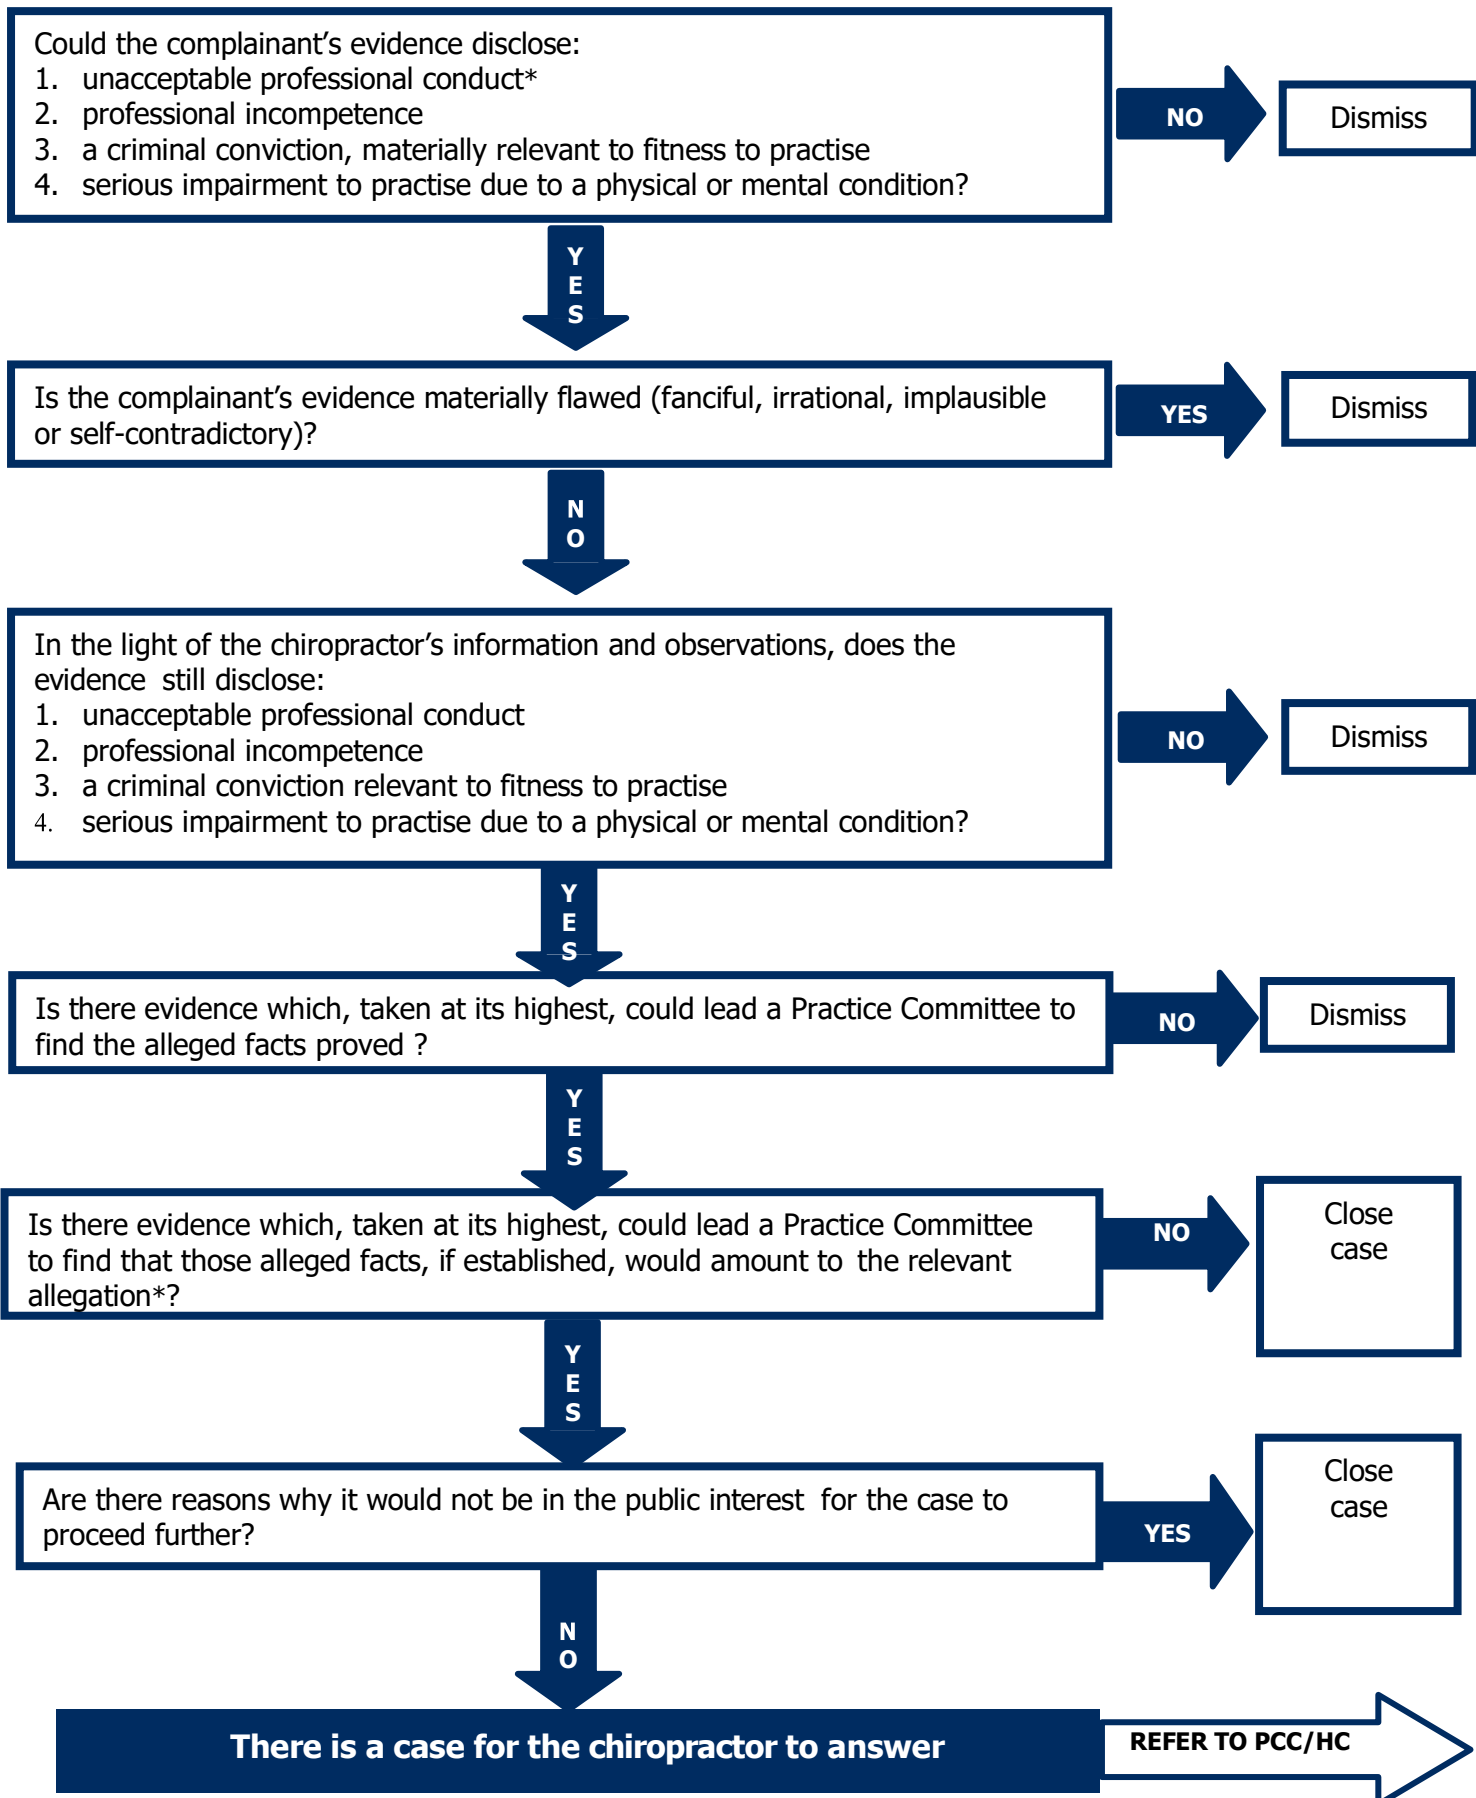 Could the complainant’s evidence disclose:
1. unacceptable professional conduct*
2. professional incompetence
3. a criminal conviction, materially relevant to fitness to practise
4. serious impairment to practise due to a physical or mental condition?
NO
Dismiss
YES
Is the complainant’s evidence materially flawed (fanciful, irrational, implausible
or self-contradictory)?
YES
Dismiss
NO
In the light of the chiropractor’s information and observations, does the
evidence still disclose:
1. unacceptable professional conduct
2. professional incompetence
3. a criminal conviction relevant to fitness to practise
4. serious impairment to practise due to a physical or mental condition?
NO
Dismiss
YES
Is there evidence which, taken at its highest, could lead a Practice Committee to
find the alleged facts proved ?
NO
Dismiss
YES
Is there evidence which, taken at its highest, could lead a Practice Committee
to find that those alleged facts, if established, would amount to the relevant
allegation*?
NO
Close
case
YES
Are there reasons why it would not be in the public interest for the case to
proceed further?
YES
Close
case
NO
There is a case for the chiropractor to answer
REFER TO PCC/HC